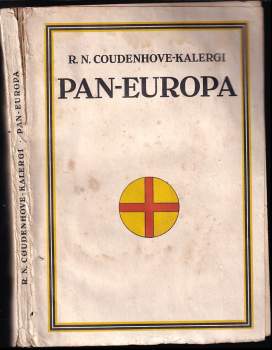 R. N. COUDENHOVE-KALERGI
PAN-EUROPA
R. N. COUDENHOVE-KALERGI · PAN-EUROPA